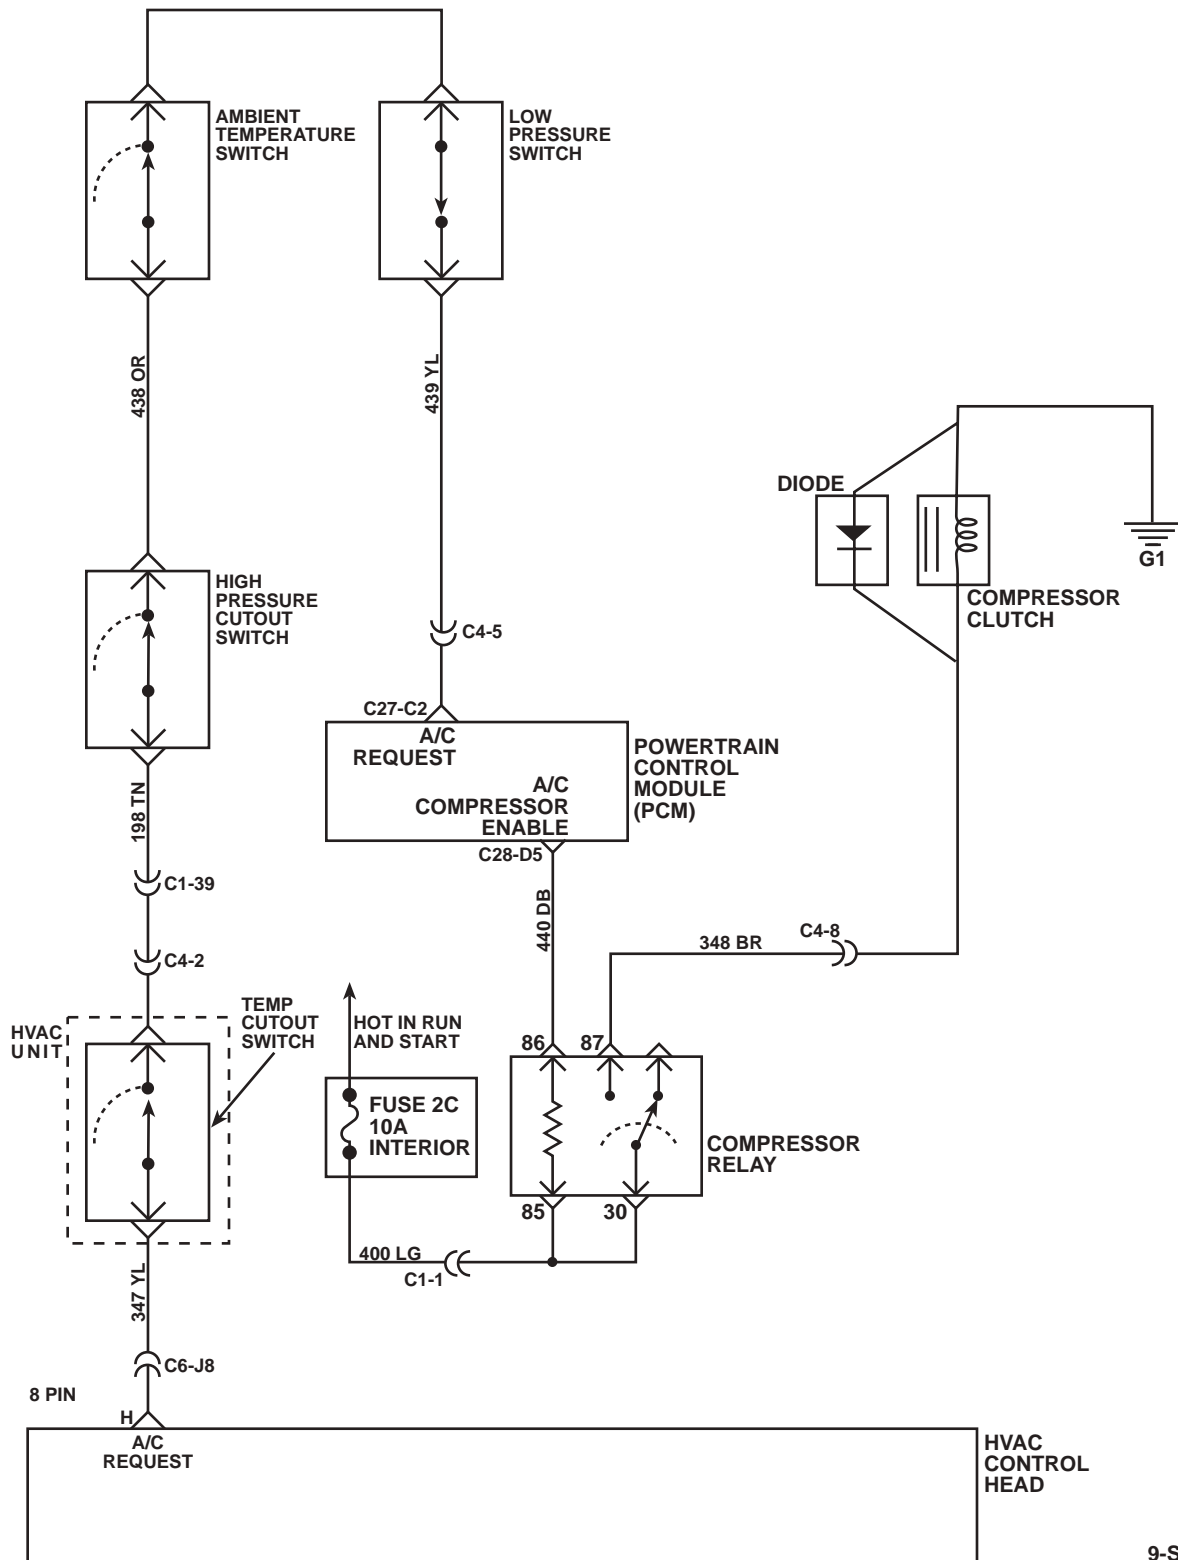 AMBIENT
TEMPERATURE
SWITCH
LOW
PRESSURE
SWITCH
438 OR
439 YL
DIODE
G1
COMPRESSOR
CLUTCH
HIGH
PRESSURE
CUTOUT
SWITCH
C4-5
C27-C2
A/C
REQUEST
A/C
COMPRESSOR
ENABLE
POWERTRAIN
CONTROL
MODULE
(PCM)
C28-D5
198 TN
C1-39
440 DB
348 BR
C4-8
C4-2
HVAC
UNIT
TEMP
CUTOUT
SWITCH
HOT IN RUN
AND START
86
87
FUSE 2C
10A
INTERIOR
COMPRESSOR
RELAY
85
30
400 LG
C1-1
347 YL
C6-J8
8 PIN
H
A/C
REQUEST
HVAC
CONTROL
HEAD
9-S